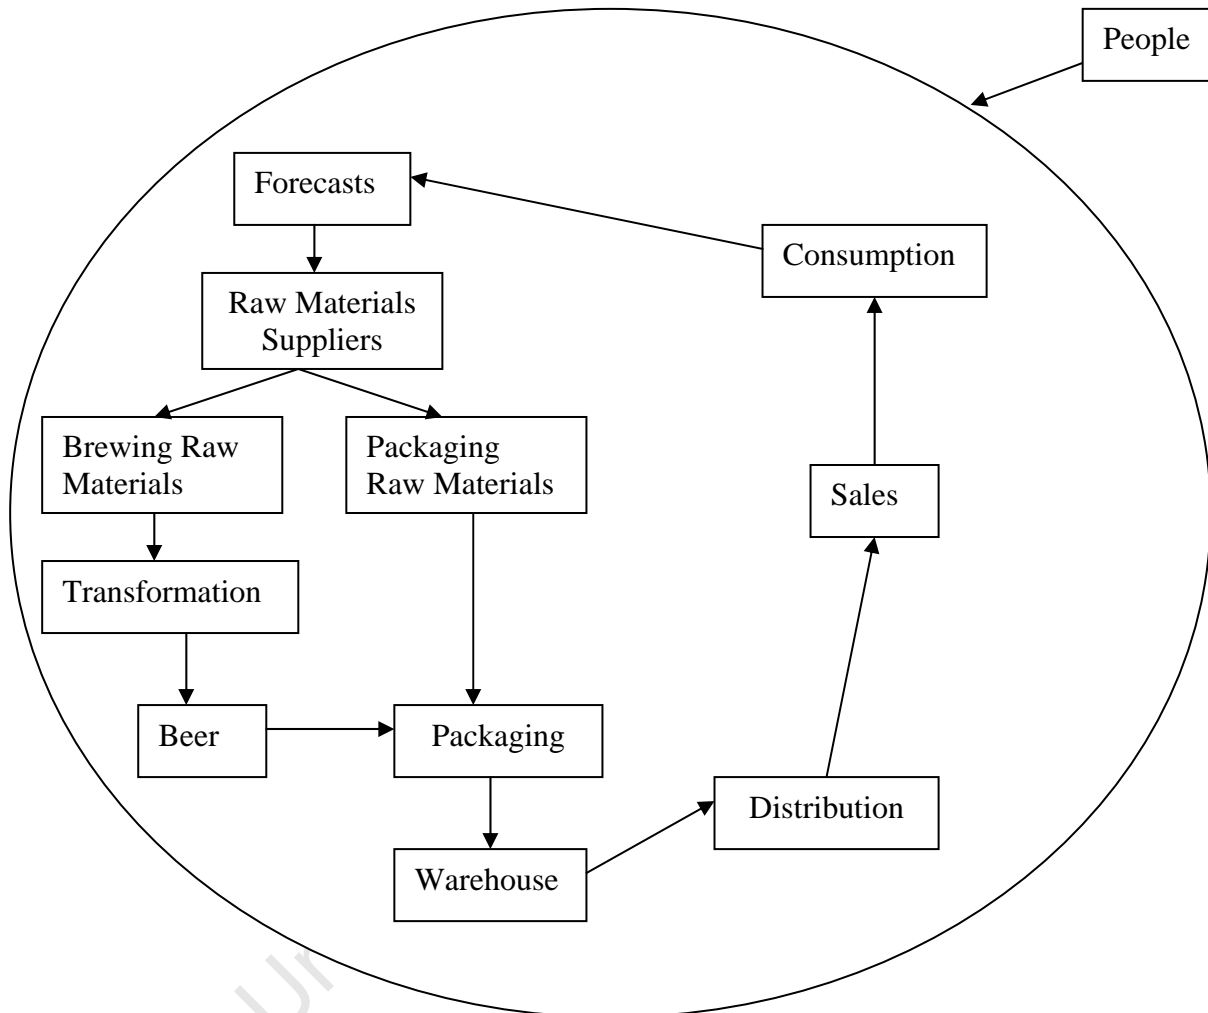 People
Forecasts
Consumption
Raw Materials
Suppliers
Brewing Raw
Materials
Packaging
Raw Materials
Sales
Transformation
Beer
Packaging
Distribution
Warehouse